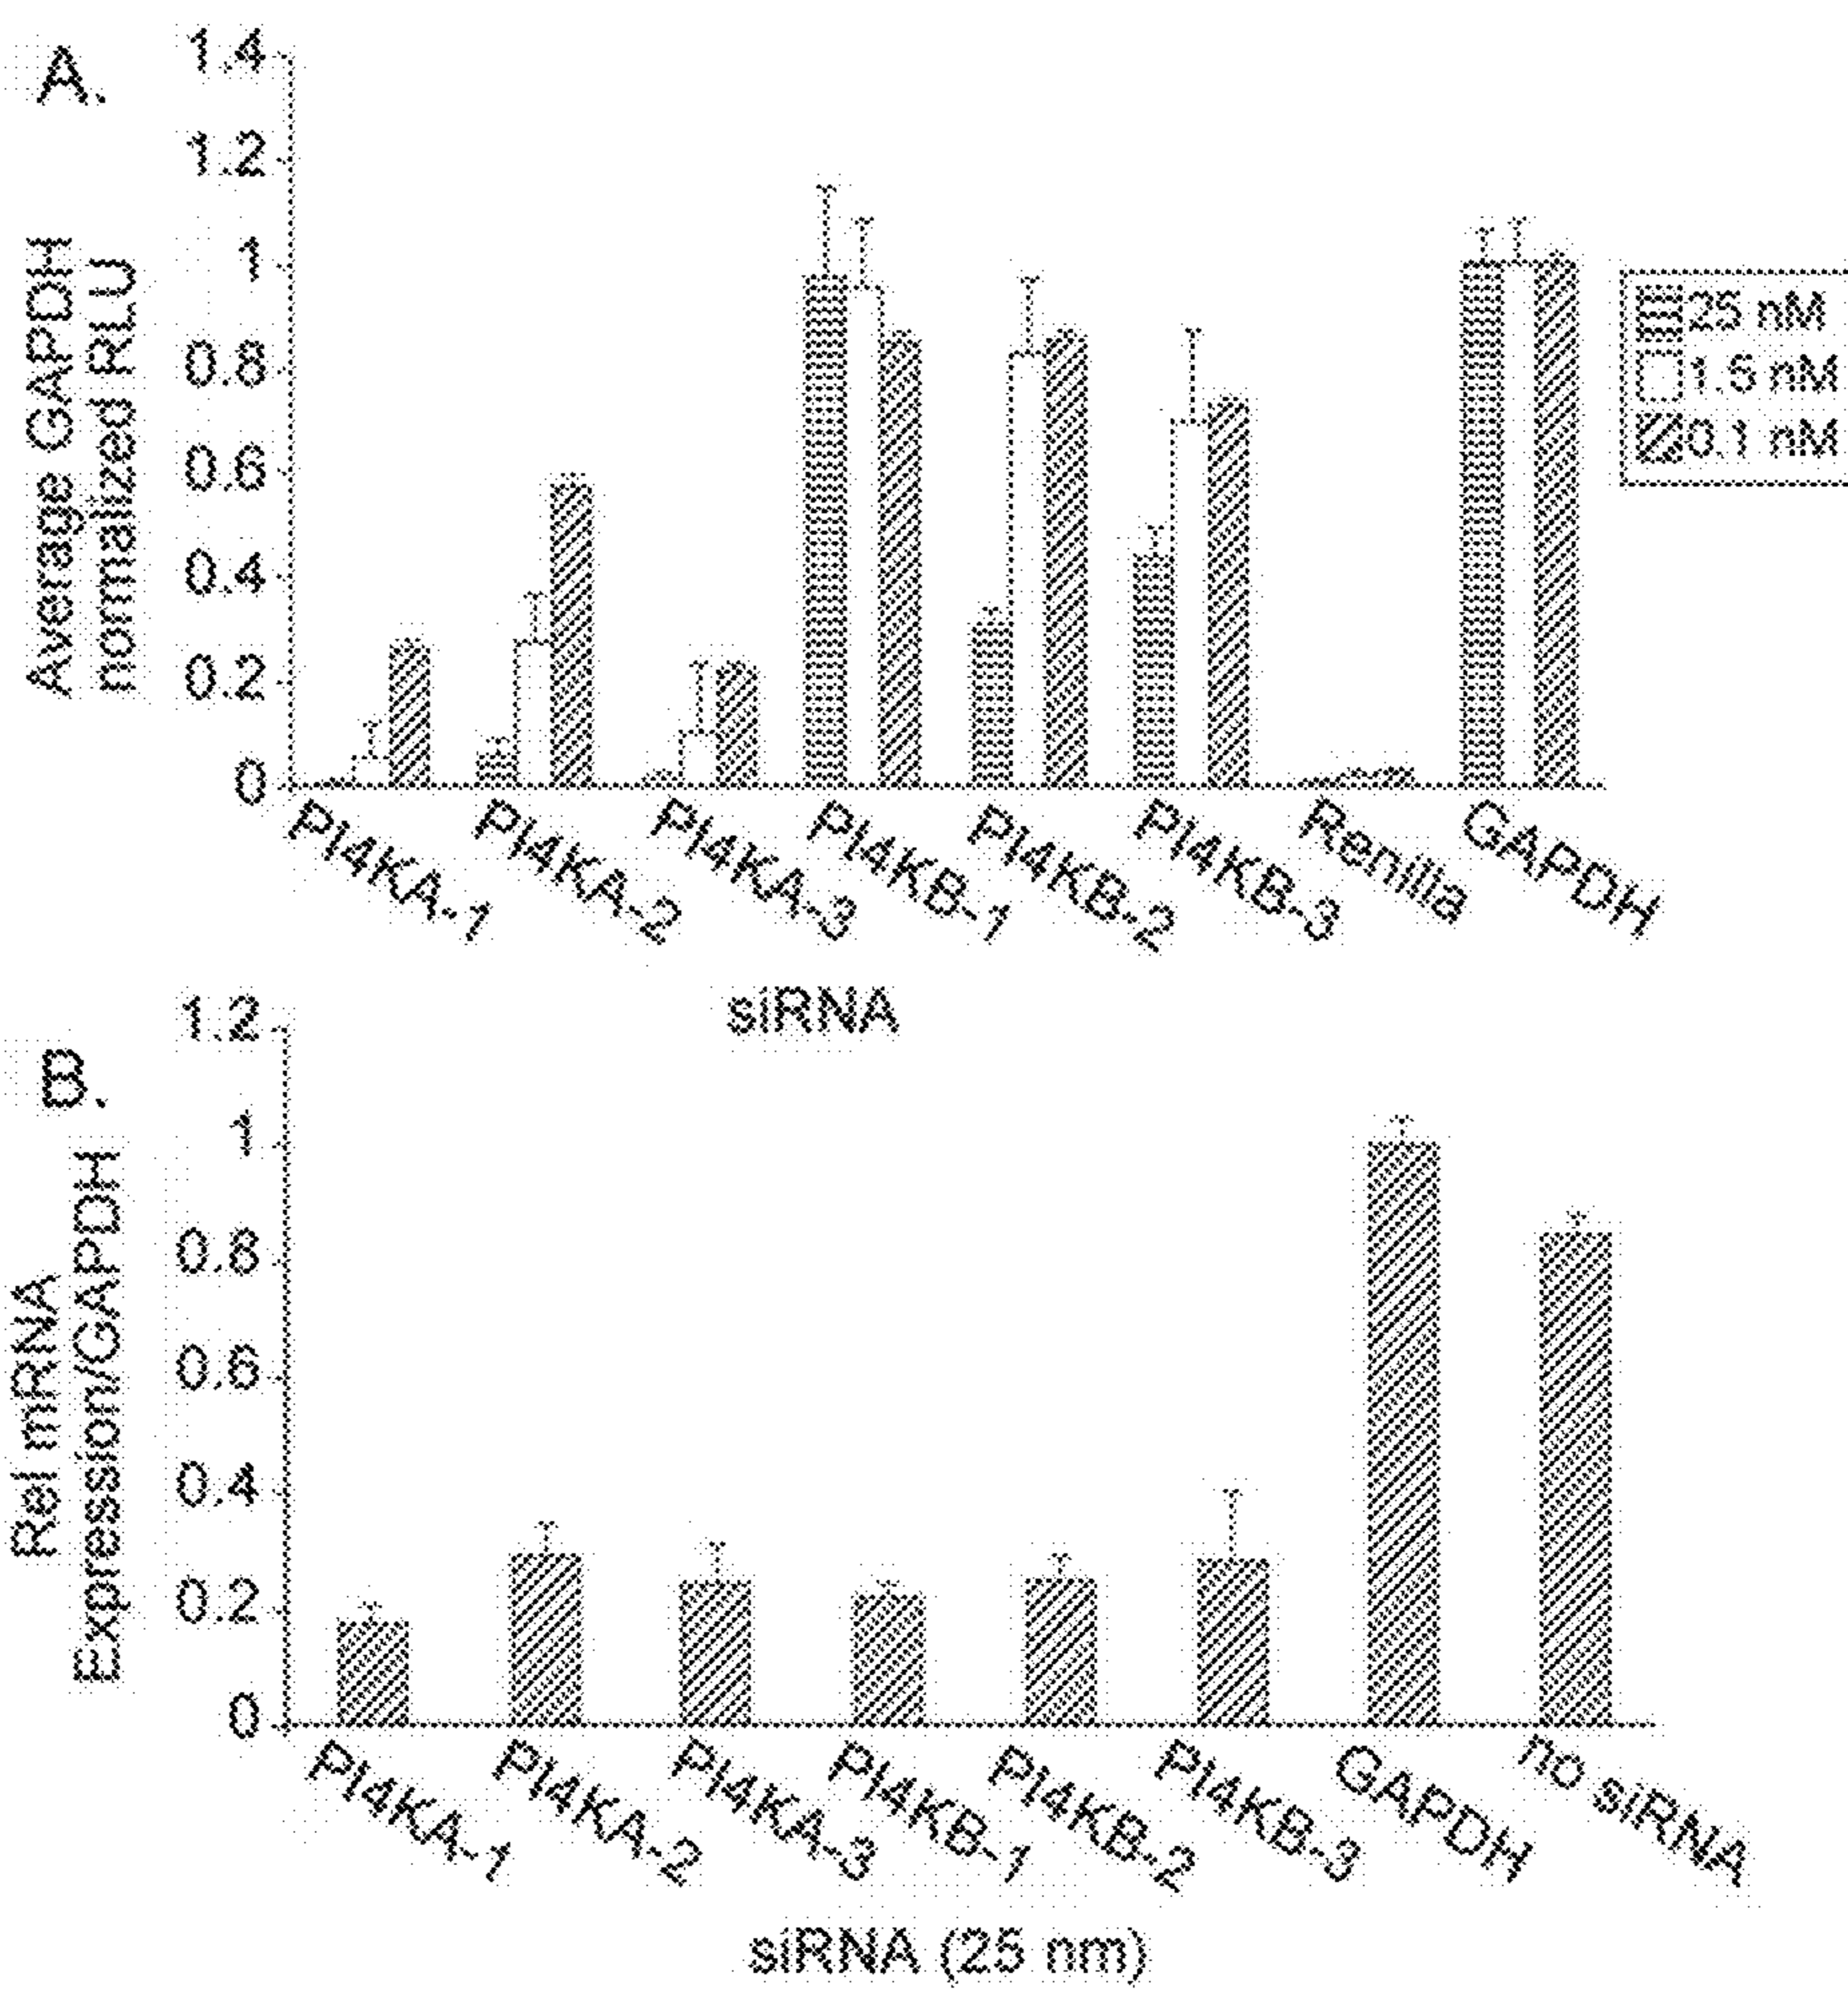 A.
1.4
1.2
1
0.8
0.6
0.4
0.2
0
Average GAPDH
normalized RLU
25 nM
1.6 nM
0.1 nM
PI4KA-1
PI4KA-2
PI4KA-3
PI4KB-1
PI4KB-2
PI4KB-3
Renilla
GAPDH
siRNA
B.
1.2
1
0.8
0.6
0.4
0.2
0
Rel mRNA
Expression/GAPDH
PI4KA-1
PI4KA-2
PI4KA-3
PI4KB-1
PI4KB-2
PI4KB-3
GAPDH
no siRNA
siRNA (25 nm)